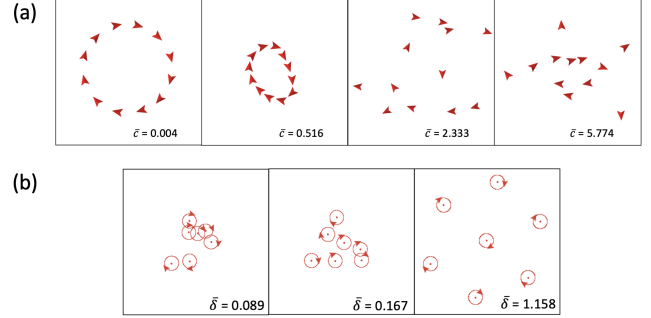 (a)
c̄ = 0.004
c̄ = 0.516
c̄ = 2.333
c̄ = 5.774
(b)
δ̄ = 0.089
δ̄ = 0.167
δ̄ = 1.158